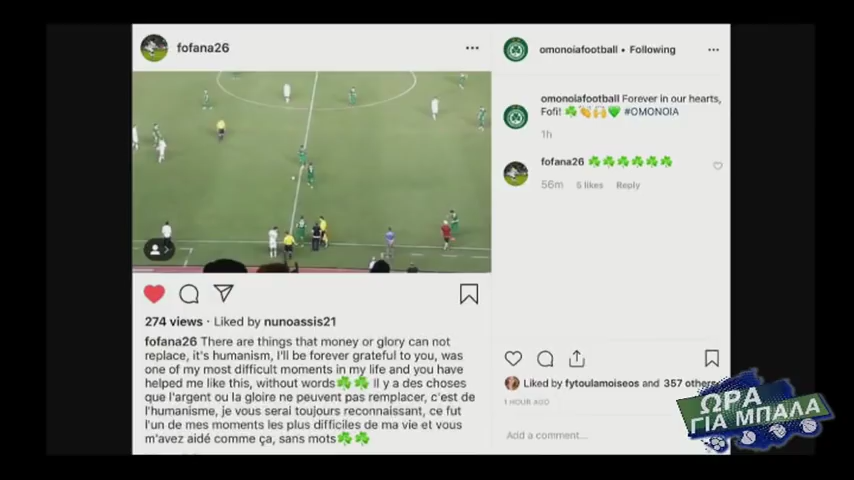 fofana26
274 views · Liked by nunoassis21
fofana26 There are things that money or glory can not
replace, it's humanism, I'll be forever grateful to you, was
one of my most difficult moments in my life and you have
helped me like this, without words☘️☘️ Il y a des choses
que l'argent ou la gloire ne peuvent pas remplacer, c'est de
l'humanisme, je vous serai toujours reconnaissant, ce fut
l'un de mes moments les plus difficiles de ma vie et vous
m'avez aidé comme ça, sans mots☘️☘️
omonoiafootball • Following
omonoiafootball Forever in our hearts,
Fofi! ☘️👏🙌💚 #OMONOIA
1h
fofana26 ☘️☘️☘️☘️☘️☘️
56m 5 likes Reply
Liked by fytoulamoiseos and 357 others
1 HOUR AGO
Add a comment...
ΩΡΑ
ΓΙΑ ΜΠΑΛΑ